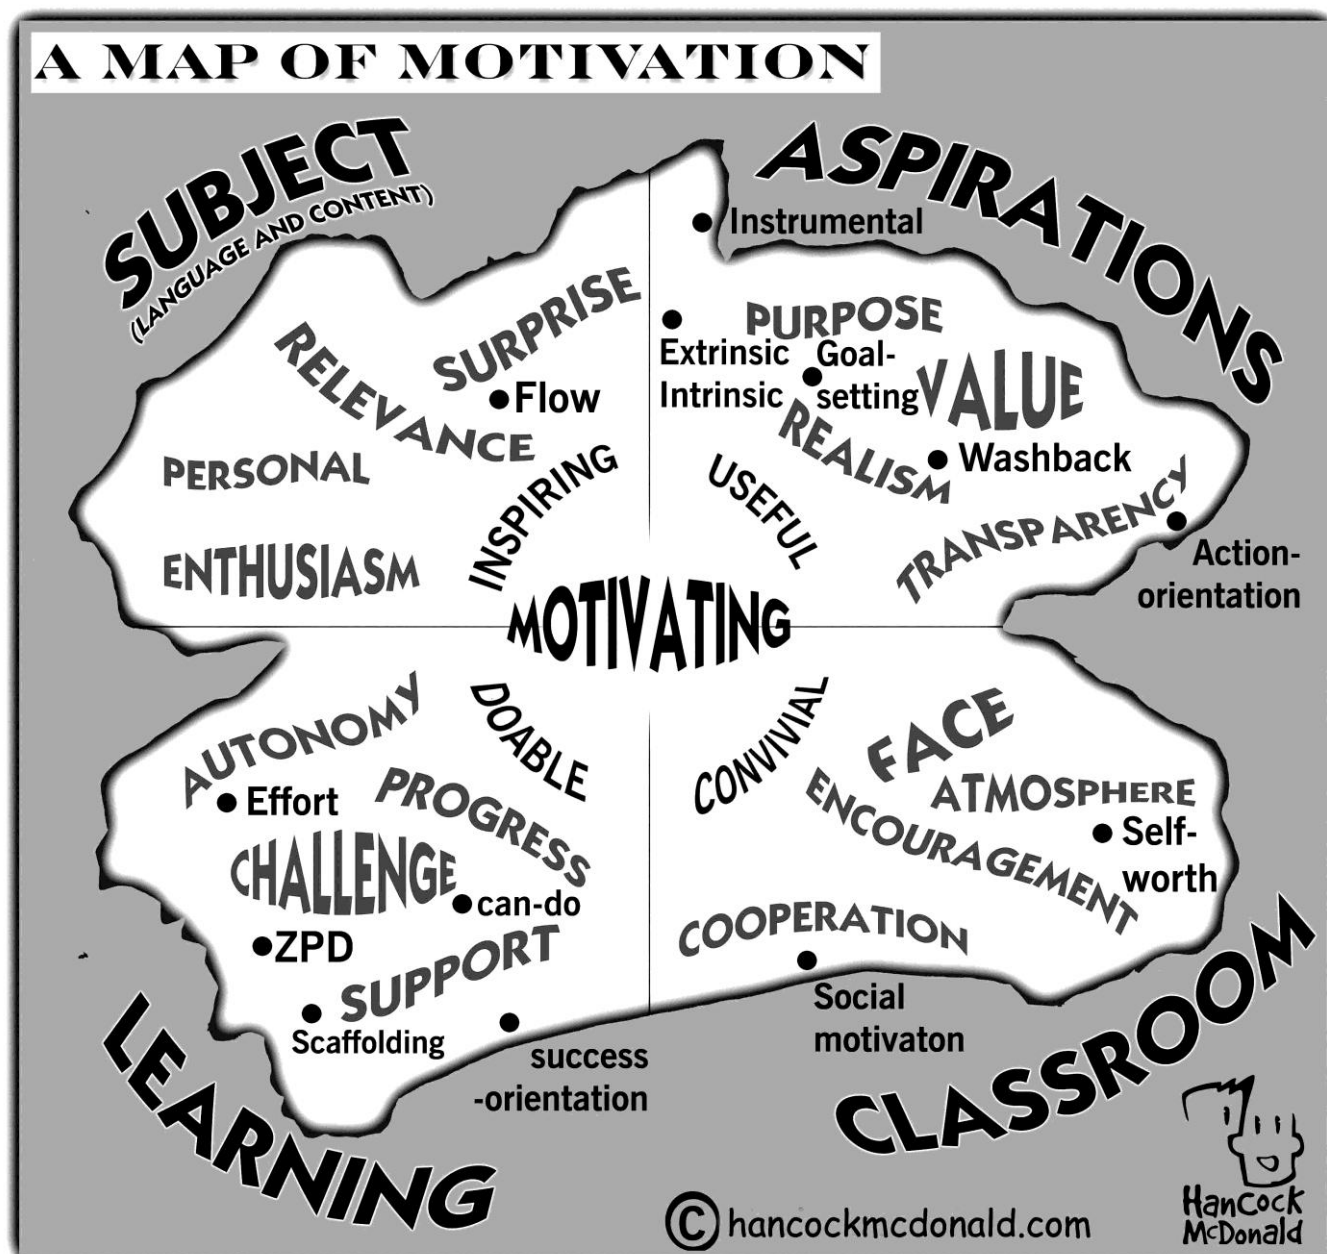 A MAP OF MOTIVATION
SUBJECT
(LANGUAGE AND CONTENT)
ASPIRATIONS
Instrumental
SURPRISE
RELEVANCE
Flow
PERSONAL
ENTHUSIASM
INSPIRING
PURPOSE
Extrinsic
Intrinsic
Goal-
setting
VALUE
REALISM
Washback
USEFUL
TRANSPARENCY
Action-
orientation
MOTIVATING
AUTONOMY
DOABLE
Effort
PROGRESS
CHALLENGE
can-do
ZPD
SUPPORT
Scaffolding
success
-orientation
LEARNING
CONVIVIAL
FACE
ATMOSPHERE
ENCOURAGEMENT
Self-
worth
COOPERATION
Social
motivaton
CLASSROOM
© hancockmcdonald.com
HanCock
McDonald